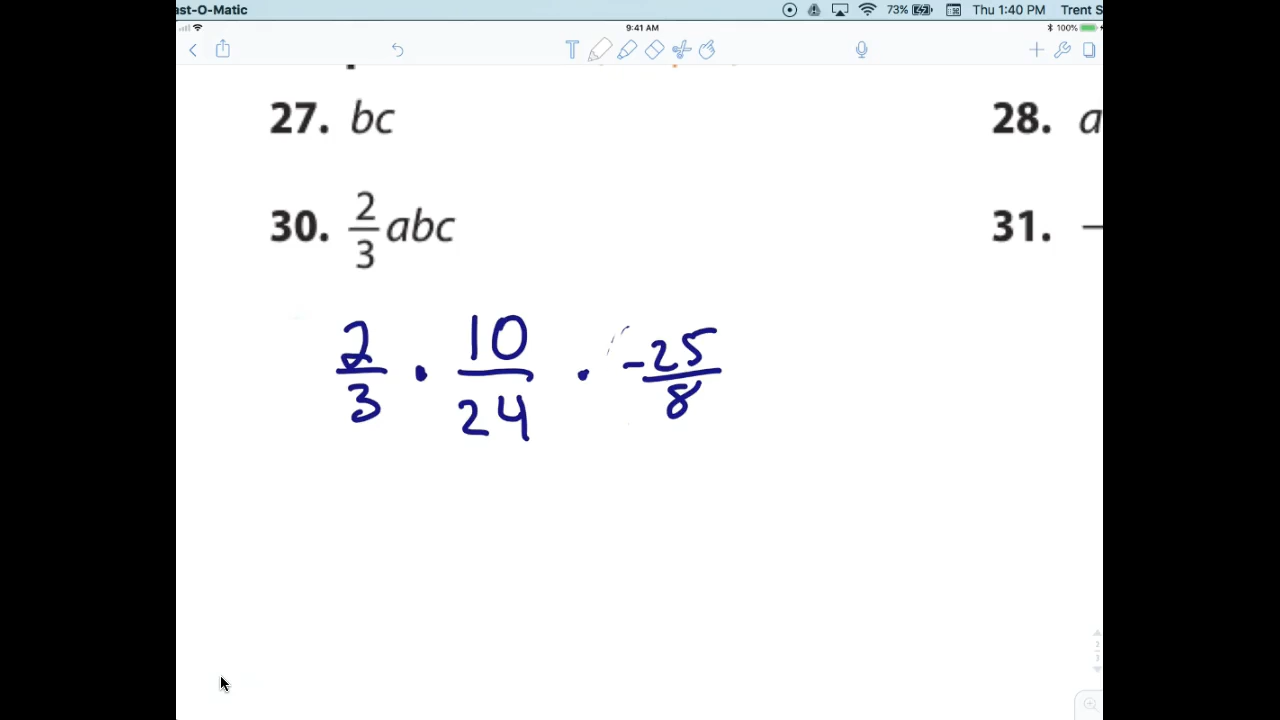 ast-O-Matic 73% Thu 1:40 PM Trent S
9:41 AM 100%
T
27. bc 28. a
30. 2/3 abc 31. –
2/3 · 10/24 · -25/8